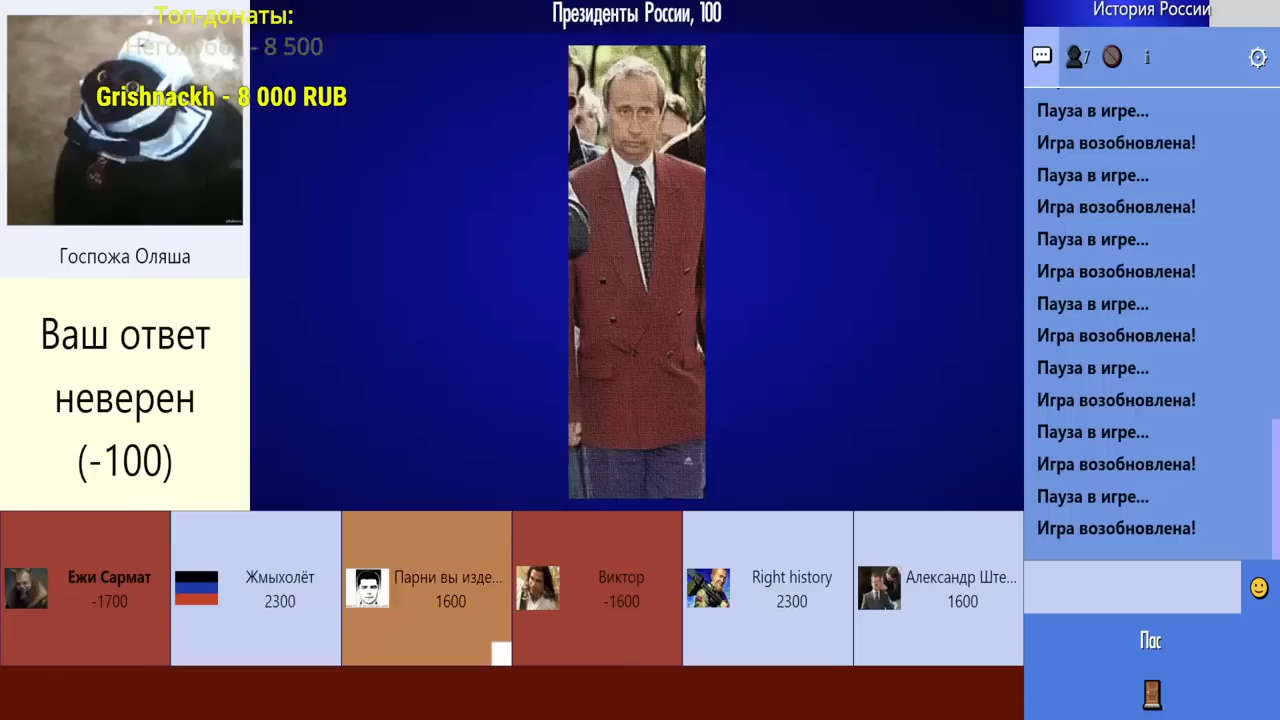 Топ-донаты:
Неголубой - 8 500
Grishnackh - 8 000 RUB
Госпожа Оляша
Ваш ответ
неверен
(-100)
Президенты России, 100
История России
7
i
Пауза в игре...
Игра возобновлена!
Пауза в игре...
Игра возобновлена!
Пауза в игре...
Игра возобновлена!
Пауза в игре...
Игра возобновлена!
Пауза в игре...
Игра возобновлена!
Пауза в игре...
Игра возобновлена!
Пауза в игре...
Игра возобновлена!
Ежи Сармат
-1700
Жмыхолёт
2300
Парни вы изде...
1600
Виктор
-1600
Right history
2300
Александр Ште...
1600
Пас